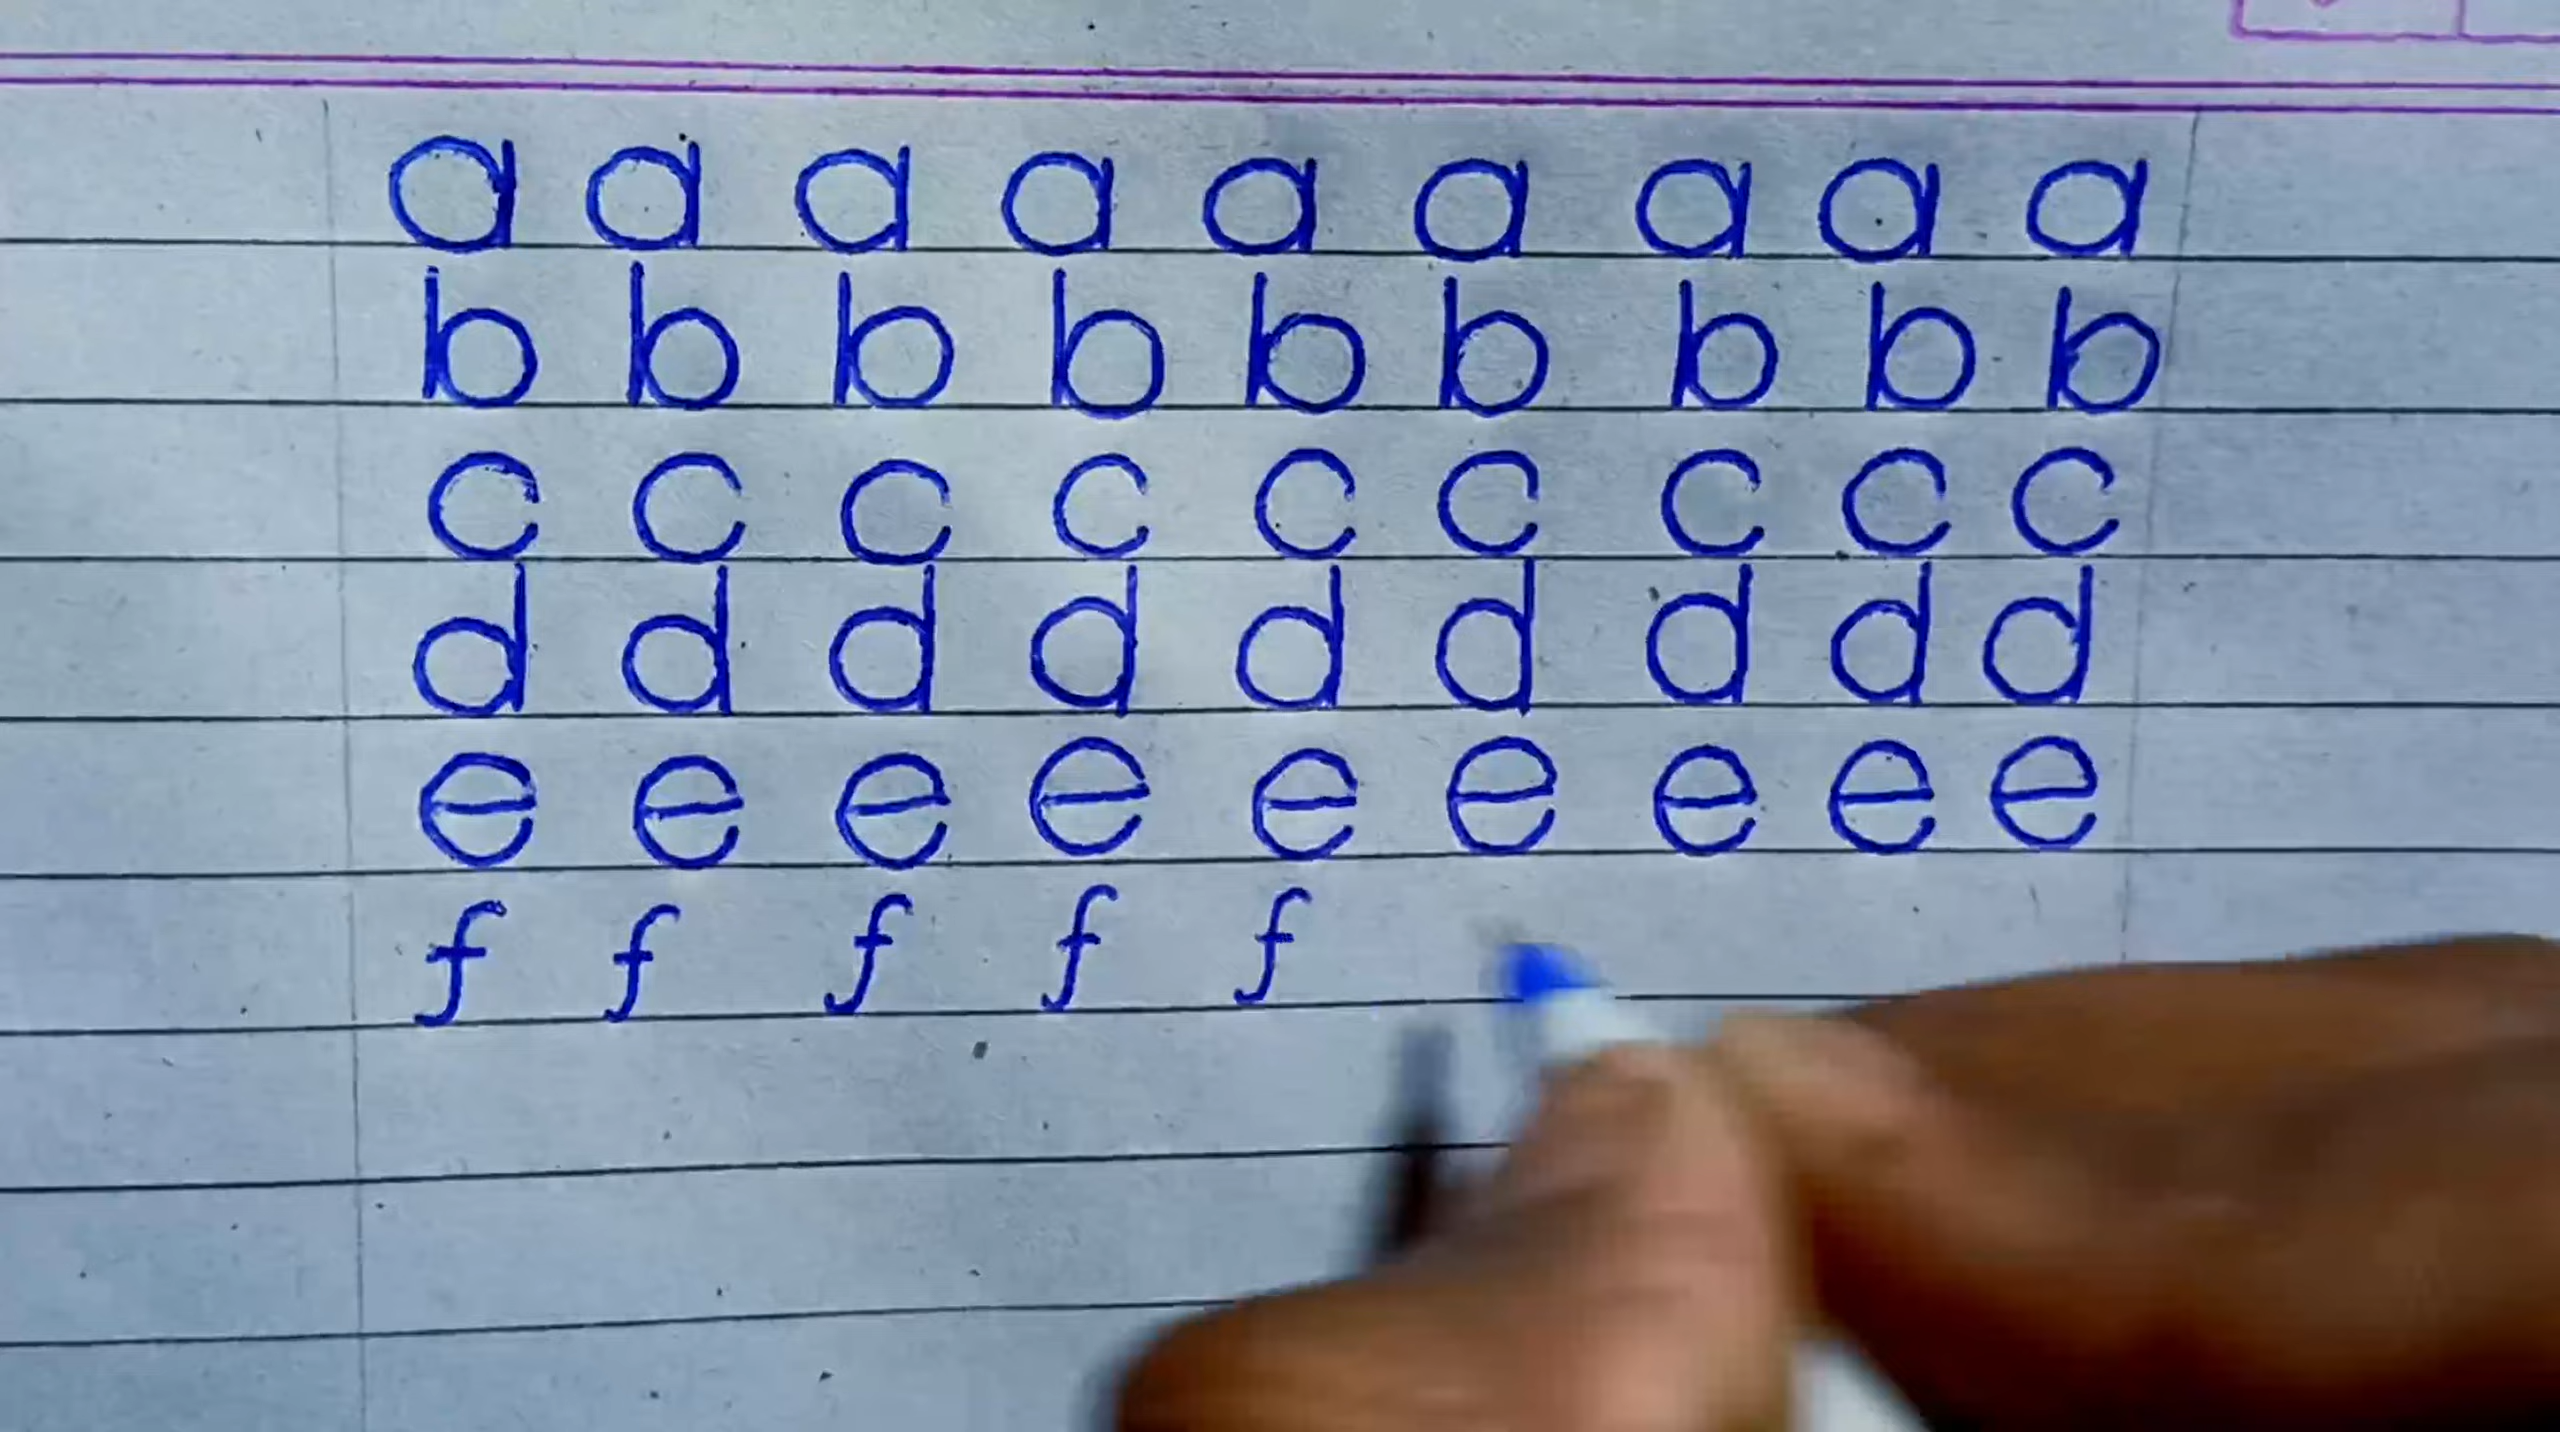 a a a a a a a a a
b b b b b b b b b
c c c c c c c c c
d d d d d d d d d
e e e e e e e e e
f f f f f